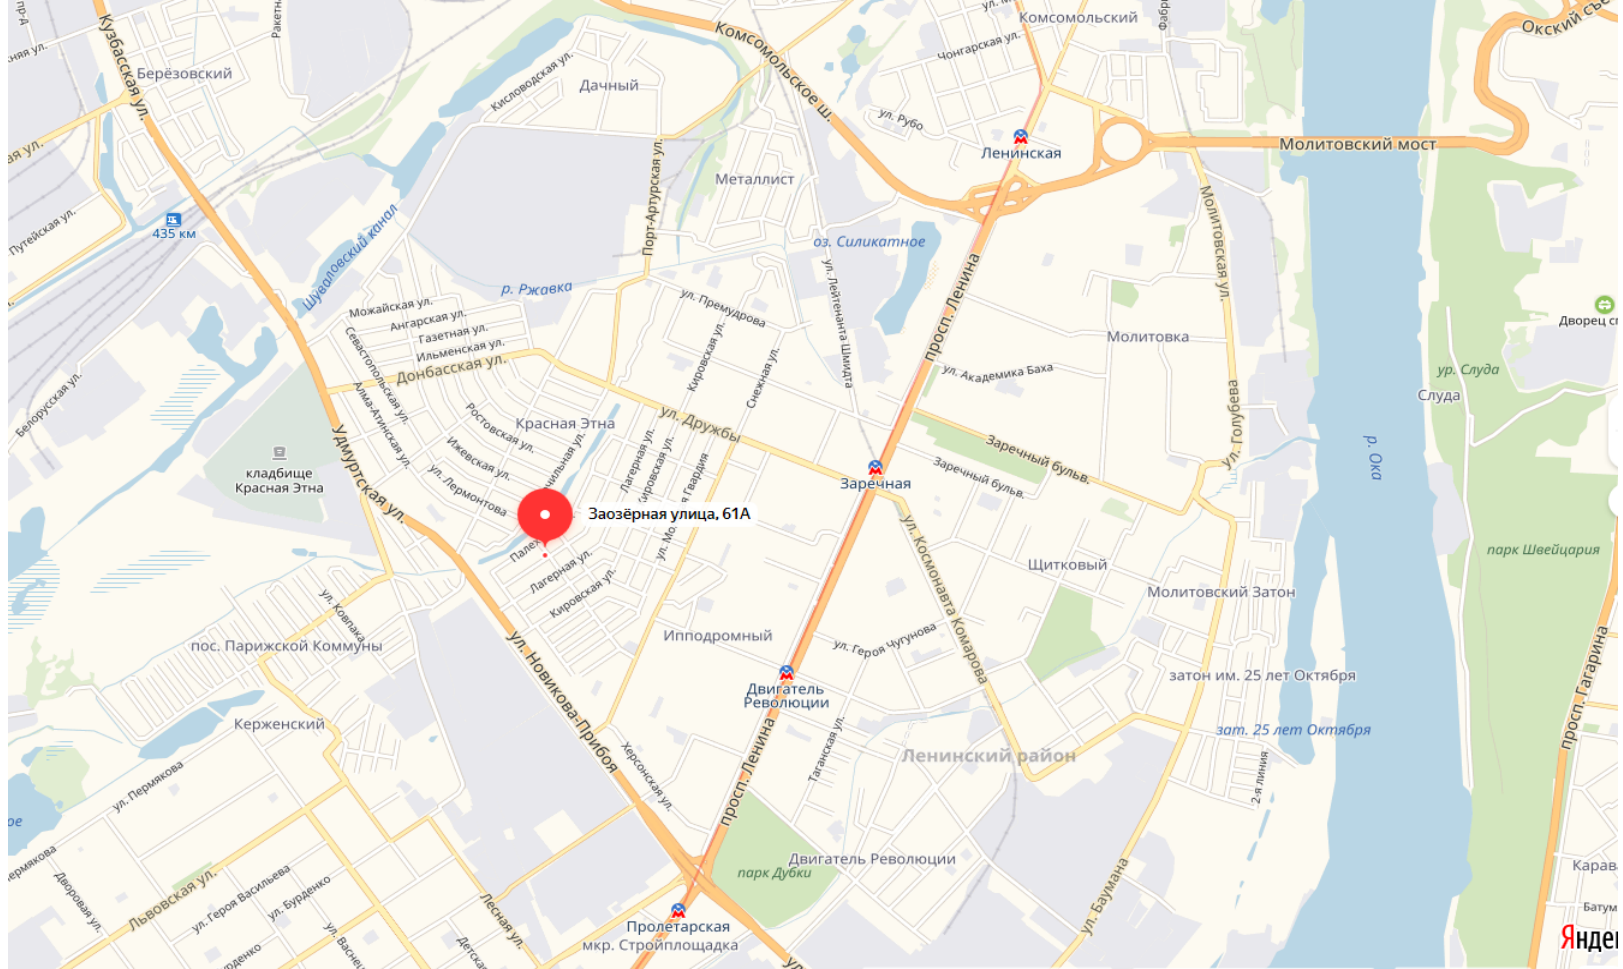 Кузбасская ул.
Берёзовский
Дачный
Кисловодская ул.
Комсомольское ш.
Комсомольский
Чонгарская ул.
ул. Рубо
Ленинская
Молитовский мост
435 км
Путейская ул.
Шуваловский канал
Порт-Артурская ул.
Металлист
оз. Силикатное
р. Ржавка
Молитовская ул.
просп. Ленина
ул. Лейтенанта Шмидта
Можайская ул.
Ангарская ул.
Газетная ул.
Ильменская ул.
Донбасская ул.
Севастопольская ул.
Алма-Атинская ул.
ул. Премудрова
Кировская ул.
Снежная ул.
Молитовка
ул. Академика Баха
ур. Слуда
Слуда
Белорусская ул.
Красная Этна
Ростовская ул.
Ижевская ул.
ул. Лермонтова
ул. Дружбы
Лагерная ул.
Заречный бульв.
Заречный бульв.
ул. Голубева
р. Ока
Заречная
кладбище
Красная Этна
Удмуртская ул.
Заозёрная улица, 61А
Лагерная ул.
Кировская ул.
ул. Космонавта Комарова
Щитковый
Молитовский Затон
парк Швейцария
ул. Ковпака
пос. Парижской Коммуны
Ипподромный
ул. Героя Чугунова
ул. Новикова-Прибоя
Двигатель
Революции
затон им. 25 лет Октября
зат. 25 лет Октября
просп. Гагарина
Керженский
Херсонская ул.
просп. Ленина
Таганская ул.
Ленинский район
2-я линия
ул. Пермякова
Львовская ул.
ул. Героя Васильева
ул. Бурденко
Дворовая ул.
Лесная ул.
парк Дубки
Двигатель Революции
ул. Баумана
Пролетарская
мкр. Стройплощадка